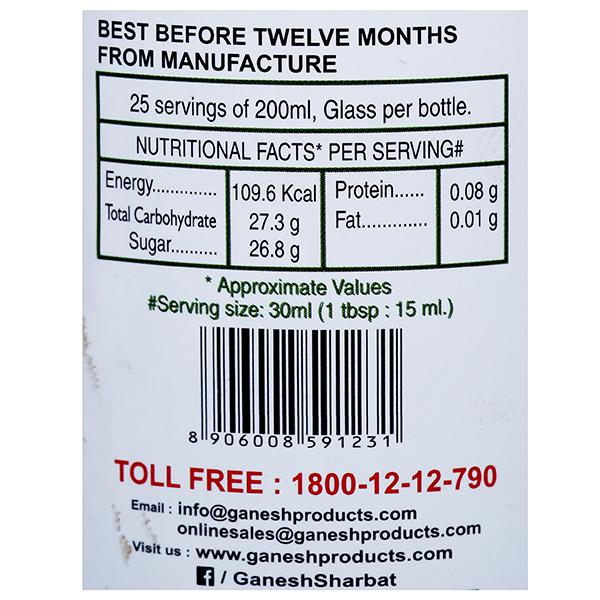 BEST BEFORE TWELVE MONTHS
FROM MANUFACTURE
25 servings of 200ml, Glass per bottle.
NUTRITIONAL FACTS* PER SERVING#
Energy.............. 109.6 Kcal Protein...... 0.08 g
Total Carbohydrate 27.3 g Fat............. 0.01 g
Sugar.......... 26.8 g
* Approximate Values
#Serving size: 30ml (1 tbsp : 15 ml.)
8 906008 591231
TOLL FREE : 1800-12-12-790
Email : info@ganeshproducts.com
onlinesales@ganeshproducts.com
Visit us : www.ganeshproducts.com
f / GaneshSharbat